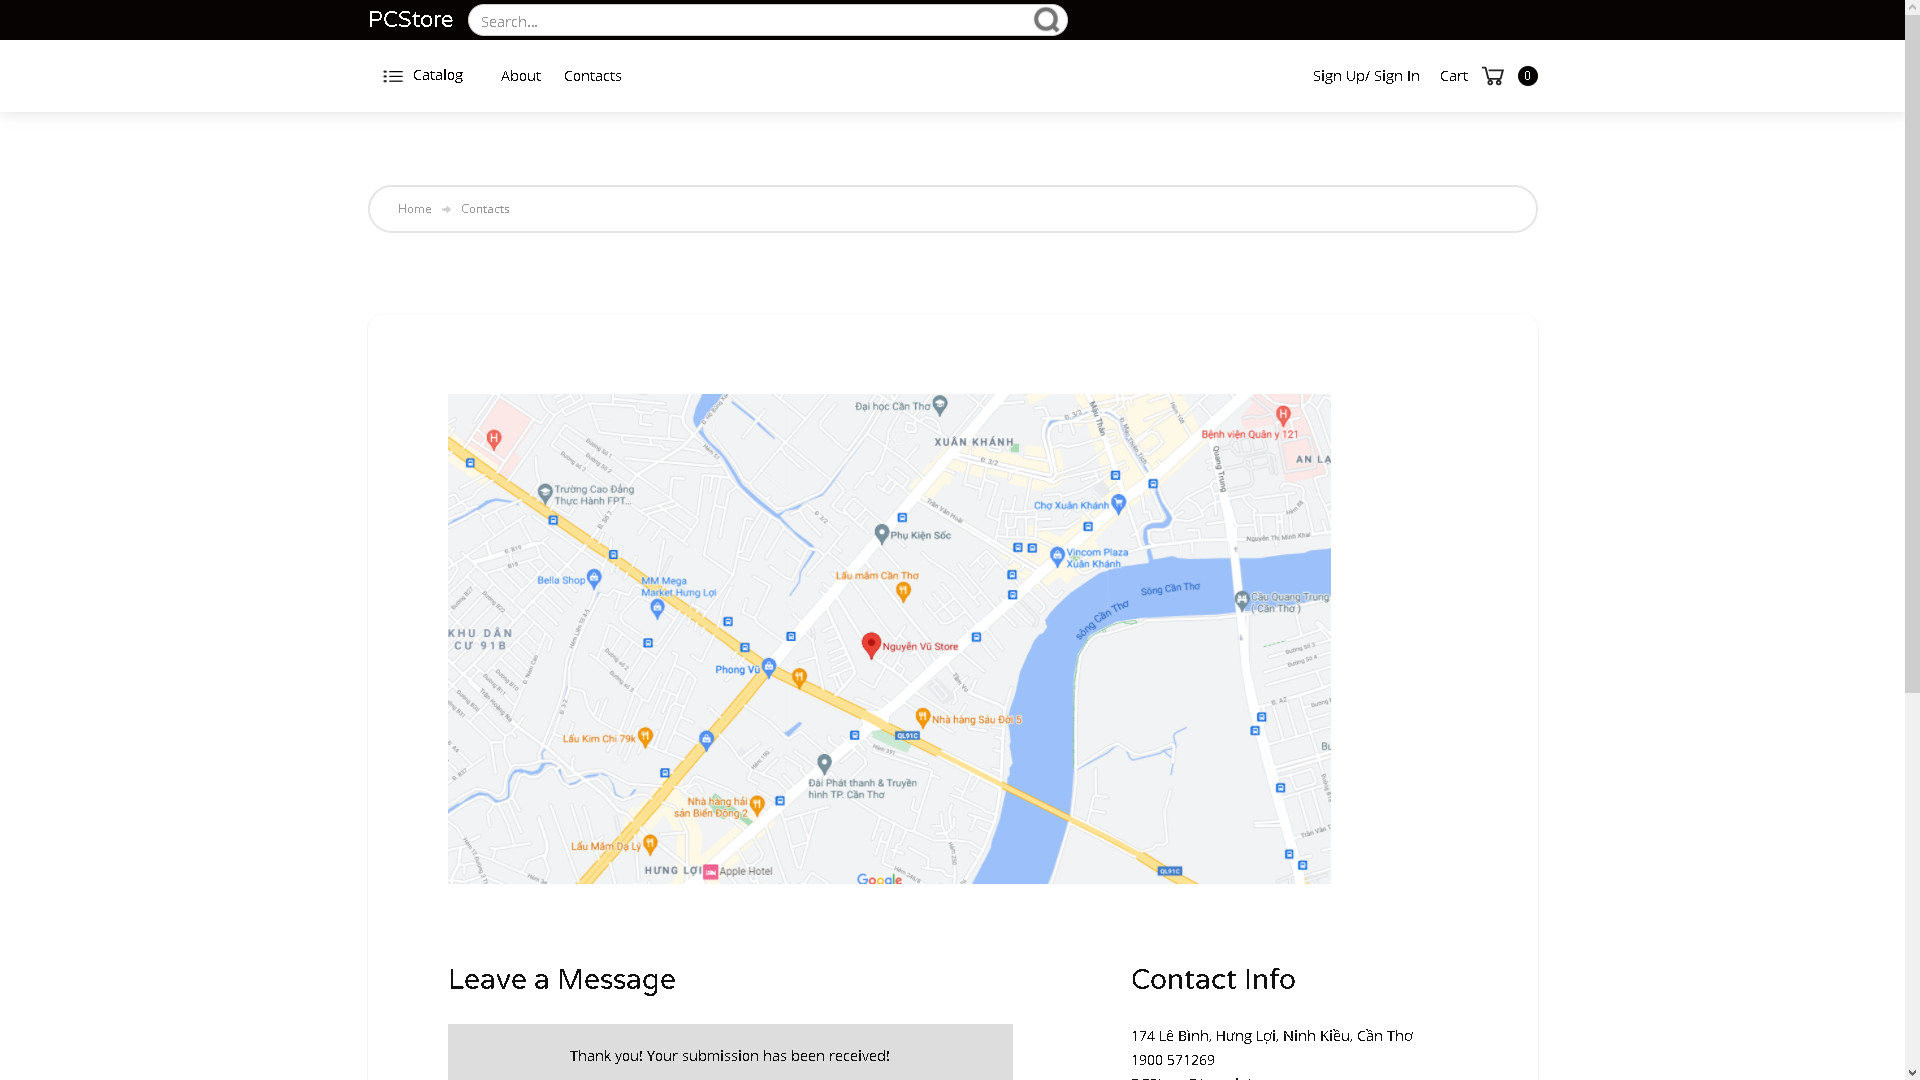 PCStore
Search...
Catalog
About
Contacts
Sign Up/ Sign In
Cart
0
Home
Contacts
Đại học Cần Thơ
XUÂN KHÁNH
Bệnh viện Quân y 121
Trường Cao Đẳng
Thực Hành FPT...
Chợ Xuân Khánh
Phụ Kiện Sốc
Vincom Plaza
Xuân Khánh
Lẩu mắm Cần Thơ
Bella Shop
MM Mega
Market Hưng Lợi
Sông Cần Thơ
sông Cần Thơ
Cầu Quang Trung
( Cần Thơ )
KHU DÂN
CƯ 91B
Nguyễn Vũ Store
Phong Vũ
Nhà hàng Sáu Đời 5
QL91C
Lẩu Kim Chi 79k
Đài Phát thanh & Truyền
hình TP. Cần Thơ
Nhà hàng hải
sản Biển Đông 2
Lẩu Mắm Dạ Lý
HƯNG LỢI
Apple Hotel
Google
QL91C
Leave a Message
Contact Info
Thank you! Your submission has been received!
174 Lê Bình, Hưng Lợi, Ninh Kiều, Cần Thơ
1900 571269